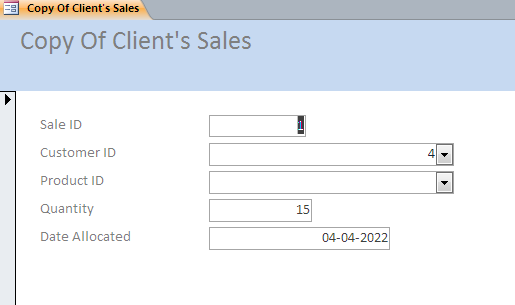 Copy Of Client's Sales
Copy Of Client's Sales
Sale ID 1
Customer ID 4
Product ID
Quantity 15
Date Allocated 04-04-2022